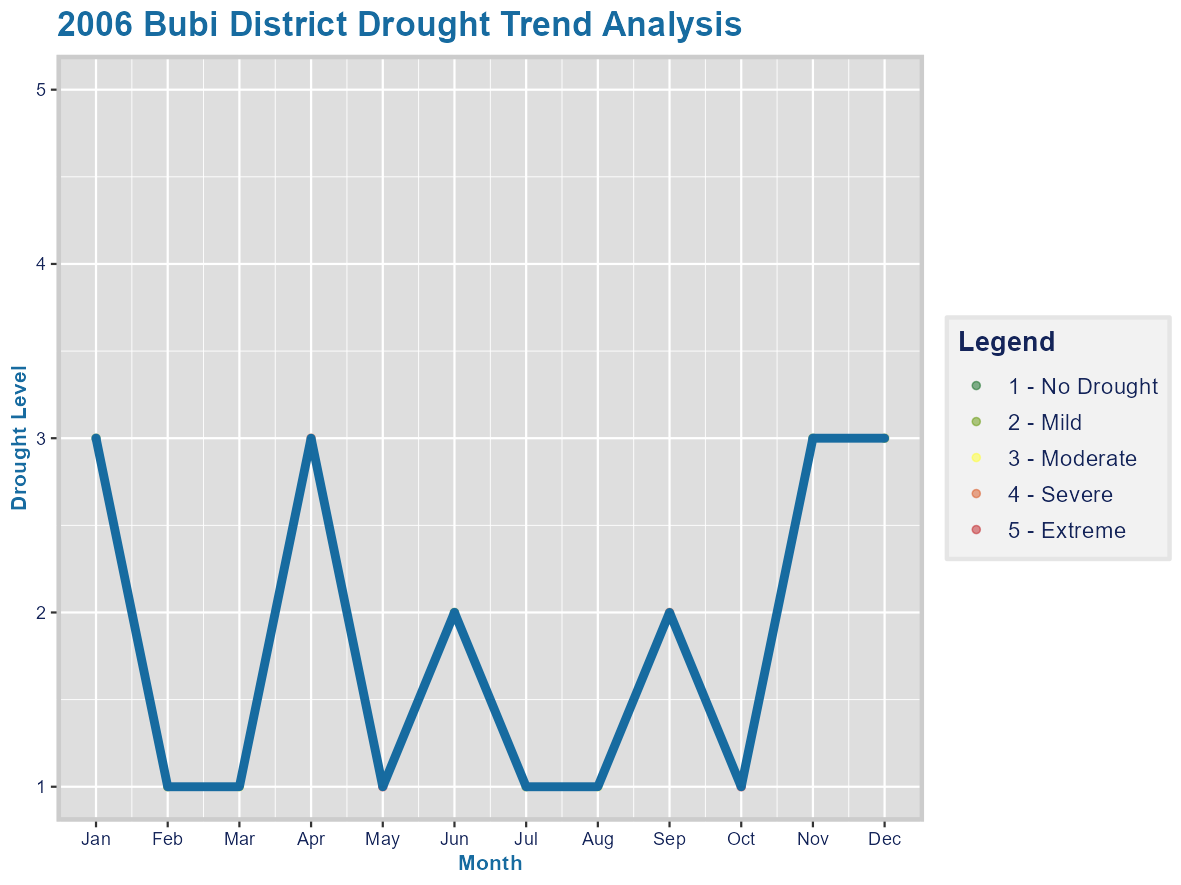 2006 Bubi District Drought Trend Analysis
Drought Level
5
4
3
2
1
Jan Feb Mar Apr May Jun Jul Aug Sep Oct Nov Dec
Month
Legend
1 - No Drought
2 - Mild
3 - Moderate
4 - Severe
5 - Extreme